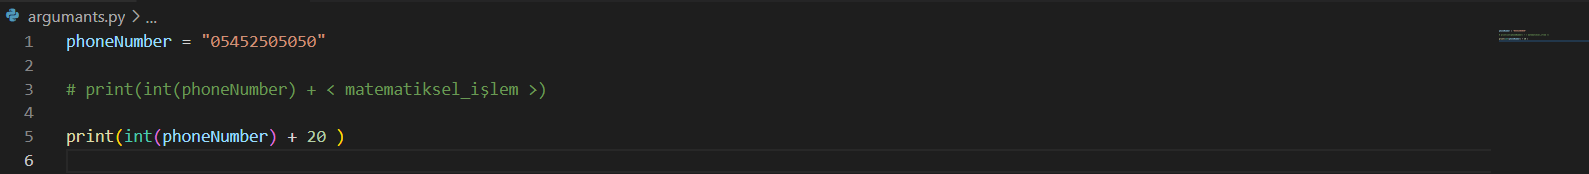 argumants.py > ...
1 phoneNumber = "05452505050"
2
3 # print(int(phoneNumber) + < matematiksel_işlem >)
4
5 print(int(phoneNumber) + 20 )
6